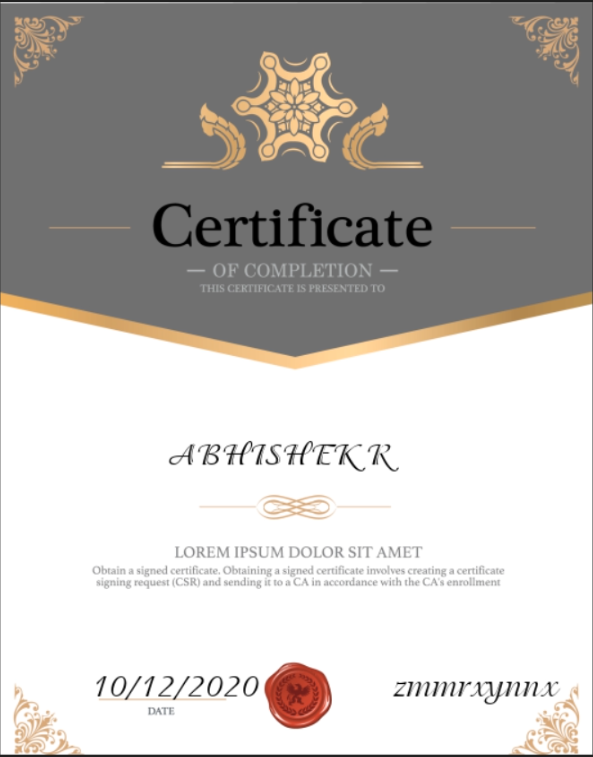 Certificate
— OF COMPLETION —
THIS CERTIFICATE IS PRESENTED TO
ABHISHEK R
LOREM IPSUM DOLOR SIT AMET
Obtain a signed certificate. Obtaining a signed certificate involves creating a certificate
signing request (CSR) and sending it to a CA in accordance with the CA's enrollment
10/12/2020 zmmrxynnx
DATE